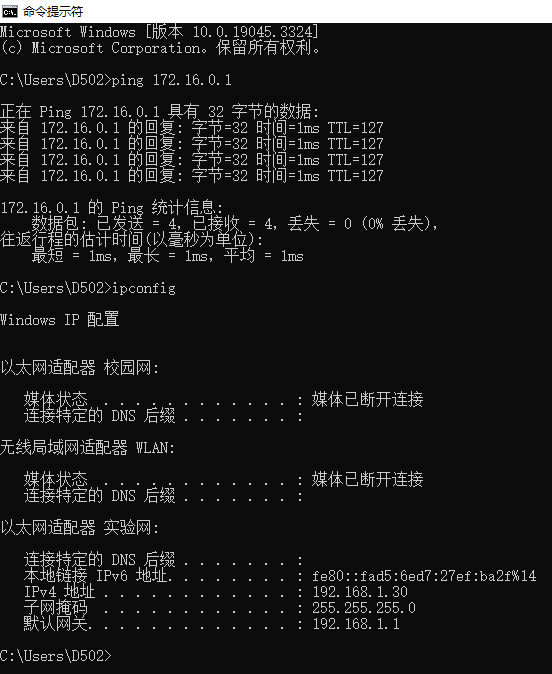 命令提示符
Microsoft Windows [版本 10.0.19045.3324]
(c) Microsoft Corporation。保留所有权利。
C:\Users\D502>ping 172.16.0.1
正在 Ping 172.16.0.1 具有 32 字节的数据:
来自 172.16.0.1 的回复: 字节=32 时间=1ms TTL=127
来自 172.16.0.1 的回复: 字节=32 时间=1ms TTL=127
来自 172.16.0.1 的回复: 字节=32 时间=1ms TTL=127
来自 172.16.0.1 的回复: 字节=32 时间=1ms TTL=127
172.16.0.1 的 Ping 统计信息:
数据包: 已发送 = 4，已接收 = 4，丢失 = 0 (0% 丢失)，
往返行程的估计时间(以毫秒为单位):
最短 = 1ms，最长 = 1ms，平均 = 1ms
C:\Users\D502>ipconfig
Windows IP 配置
以太网适配器 校园网:
媒体状态 . . . . . . . . . . . . : 媒体已断开连接
连接特定的 DNS 后缀 . . . . . . . :
无线局域网适配器 WLAN:
媒体状态 . . . . . . . . . . . . : 媒体已断开连接
连接特定的 DNS 后缀 . . . . . . . :
以太网适配器 实验网:
连接特定的 DNS 后缀 . . . . . . . :
本地链接 IPv6 地址. . . . . . . . : fe80::fad5:6ed7:27ef:ba2f%14
IPv4 地址 . . . . . . . . . . . . : 192.168.1.30
子网掩码 . . . . . . . . . . . . : 255.255.255.0
默认网关. . . . . . . . . . . . . : 192.168.1.1
C:\Users\D502>